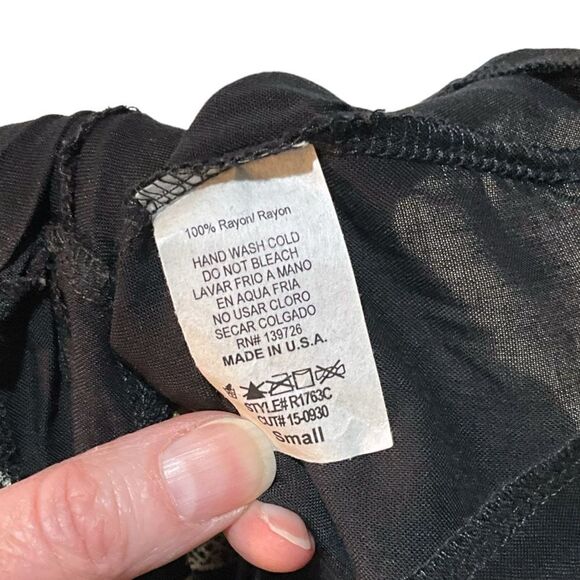 100% Rayon/ Rayon
HAND WASH COLD
DO NOT BLEACH
LAVAR FRIO A MANO
EN AQUA FRIA
NO USAR CLORO
SECAR COLGADO
RN# 139726
MADE IN U.S.A.
STYLE# R1763C
CUT# 15-0930
Small